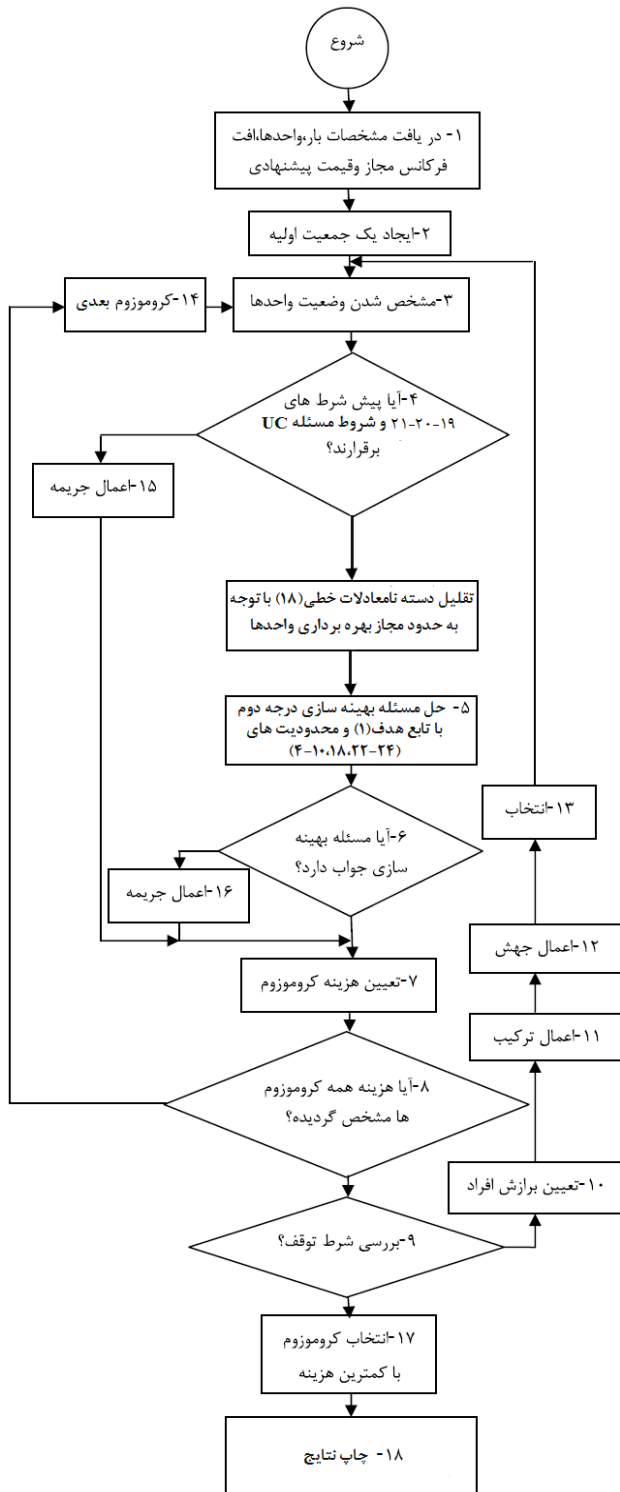 شروع
۱- در یافت مشخصات بار،واحدها،افت
فرکانس مجاز وقیمت پیشنهادی
۲-ایجاد یک جمعیت اولیه
۳-مشخص شدن وضعیت واحدها
۱۴-کروموزوم بعدی
۴-آیا پیش شرط های
۱۹-۲۰-۲۱ و شروط مسئله UC
برقرارند؟
۱۵-اعمال جریمه
تقلیل دسته نامعادلات خطی(۱۸) با توجه
به حدود مجاز بهره برداری واحدها
۵- حل مسئله بهینه سازی درجه دوم
با تابع هدف(۱) و محدودیت های
(۴-۱۰،۱۸،۲۲-۲۴)
۶-آیا مسئله بهینه
سازی جواب دارد؟
۱۶-اعمال جریمه
۷-تعیین هزینه کروموزوم
۸-آیا هزینه همه کروموزوم
ها مشخص گردیده؟
۹-بررسی شرط توقف؟
۱۰-تعیین برازش افراد
۱۱-اعمال ترکیب
۱۲-اعمال جهش
۱۳-انتخاب
۱۷-انتخاب کروموزوم
با کمترین هزینه
۱۸- چاپ نتایج